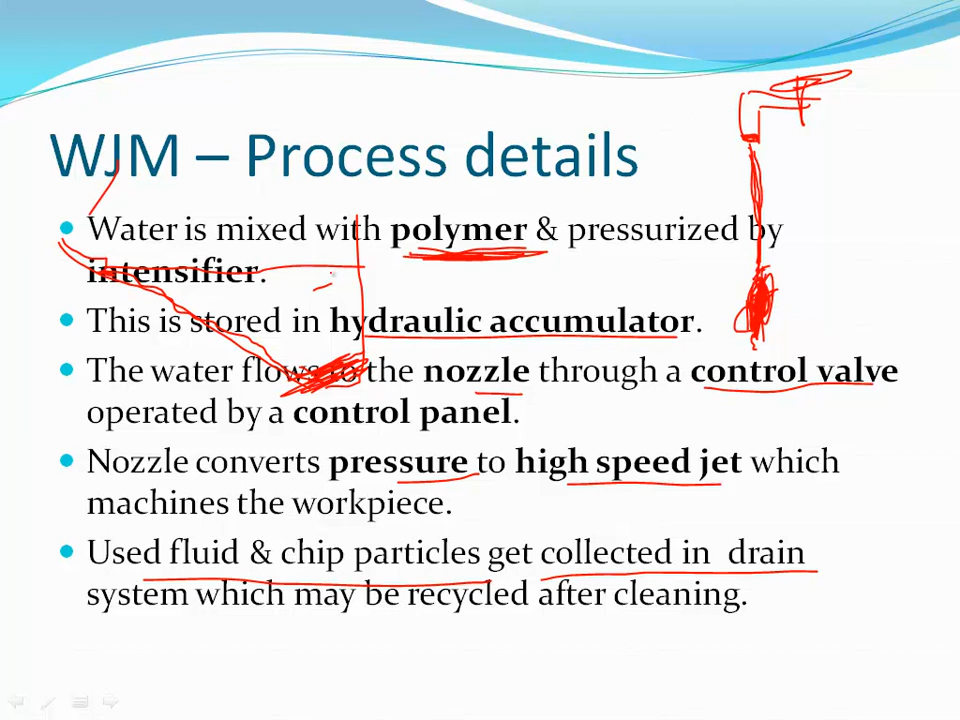 WJM – Process details
Water is mixed with polymer & pressurized by
intensifier.
This is stored in hydraulic accumulator.
The water flows to the nozzle through a control valve
operated by a control panel.
Nozzle converts pressure to high speed jet which
machines the workpiece.
Used fluid & chip particles get collected in drain
system which may be recycled after cleaning.